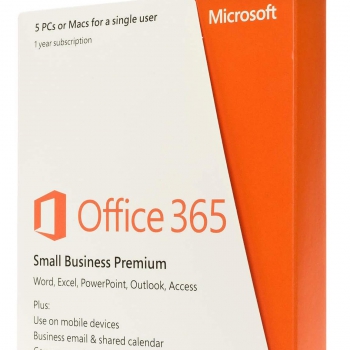 5 PCs or Macs for a single user
1 year subscription
Microsoft
Office 365
Small Business Premium
Word, Excel, PowerPoint, Outlook, Access
Plus:
Use on mobile devices
Business email & shared calendar